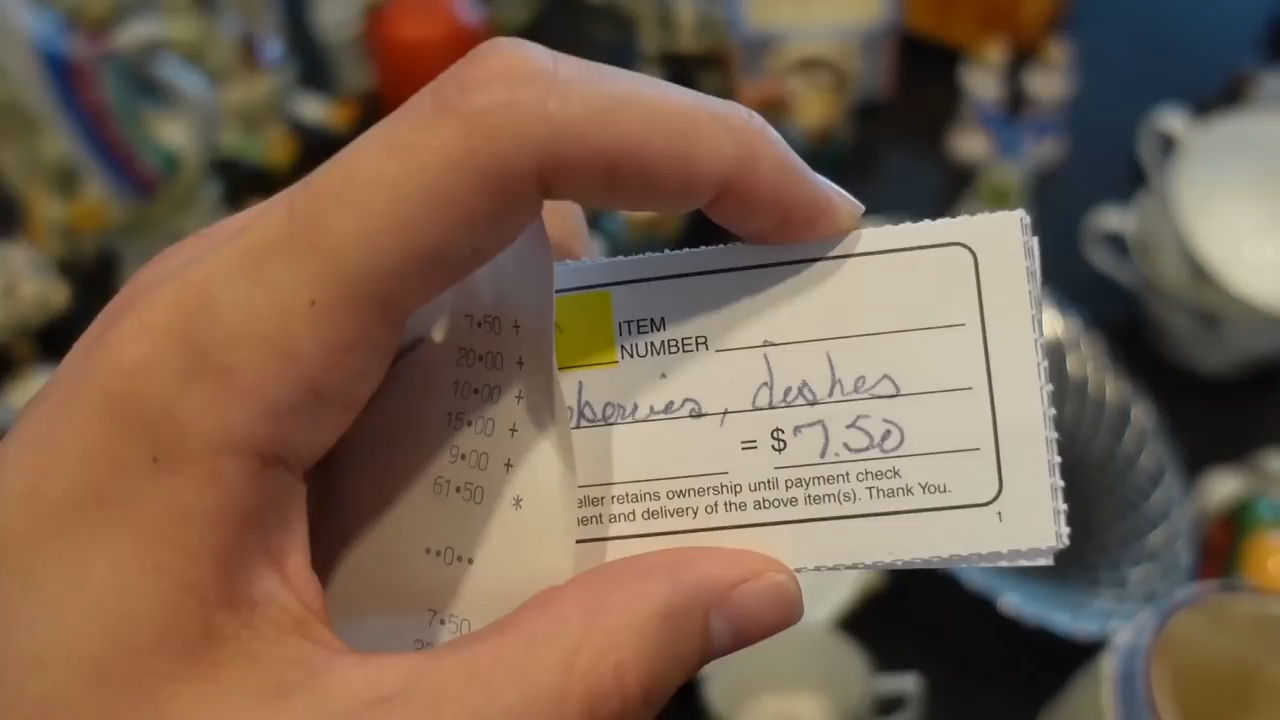 7•50 +
20•00 +
10•00 +
15•00 +
9•00 +
61•50 *
••0••
7•50
ITEM
NUMBER
dishes
= $7.50
eller retains ownership until payment check
ent and delivery of the above item(s). Thank You.
1